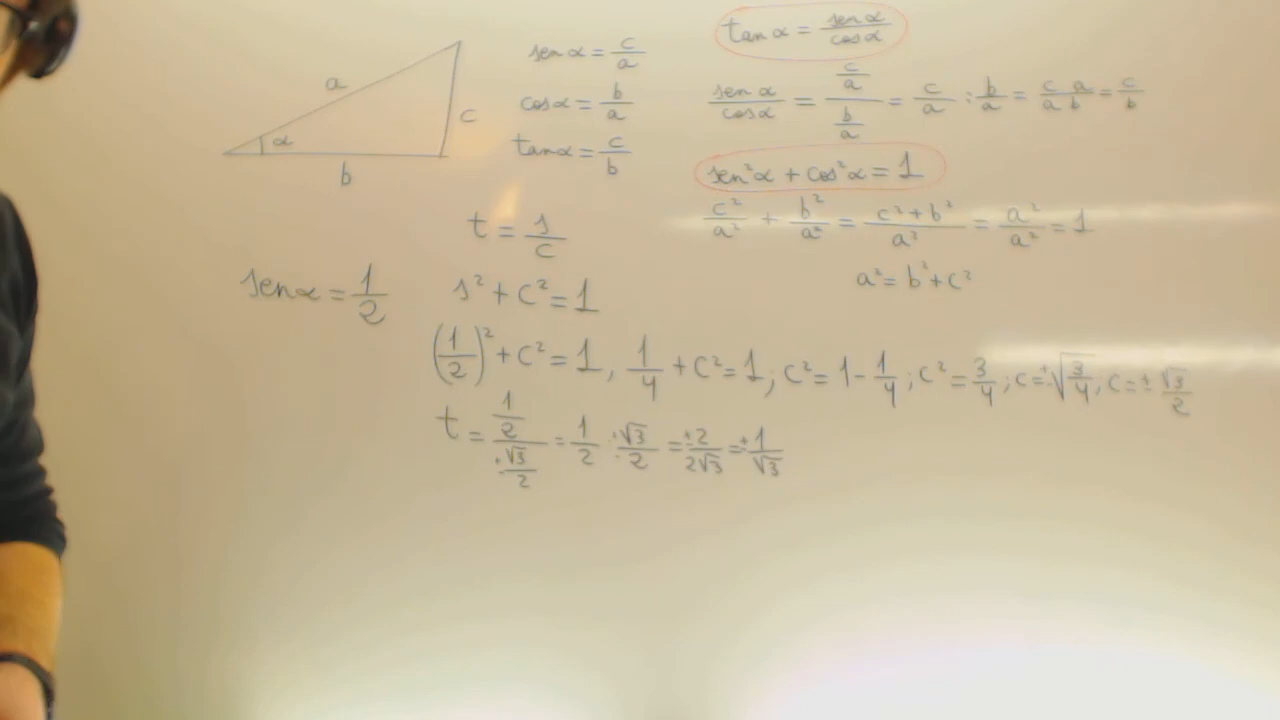 a
α
c
b
sen α = c/a
cos α = b/a
tan α = c/b
tan α = sen α/cos α
sen α/cos α = (c/a)/(b/a) = c/a : b/a = c/a a/b = c/b
sen²α + cos²α = 1
c²/a² + b²/a² = (c²+b²)/a² = a²/a² = 1
a² = b² + c²
t = s/c
sen α = 1/2
s² + c² = 1
(1/2)² + c² = 1, 1/4 + c² = 1; c² = 1 - 1/4; c² = 3/4; c = ±√(3/4); c = ± √3/2
t = (1/2)/(±√3/2) = 1/2 : ±√3/2 = ±2/2√3 = ±1/√3